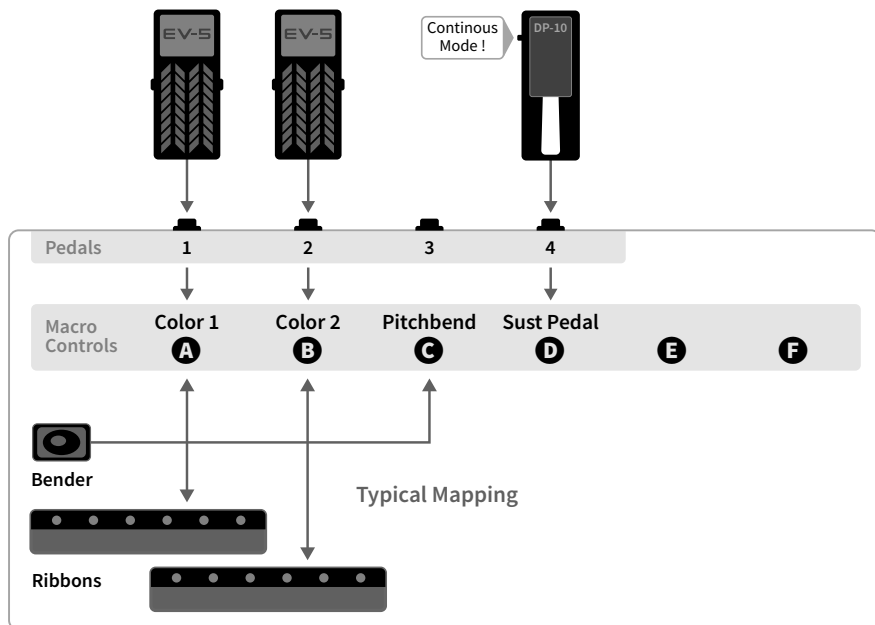 EV-5
EV-5
Continous
Mode !
DP-10
Pedals 1 2 3 4
Macro
Controls
Color 1 Color 2 Pitchbend Sust Pedal
A B C D E F
Bender
Typical Mapping
Ribbons